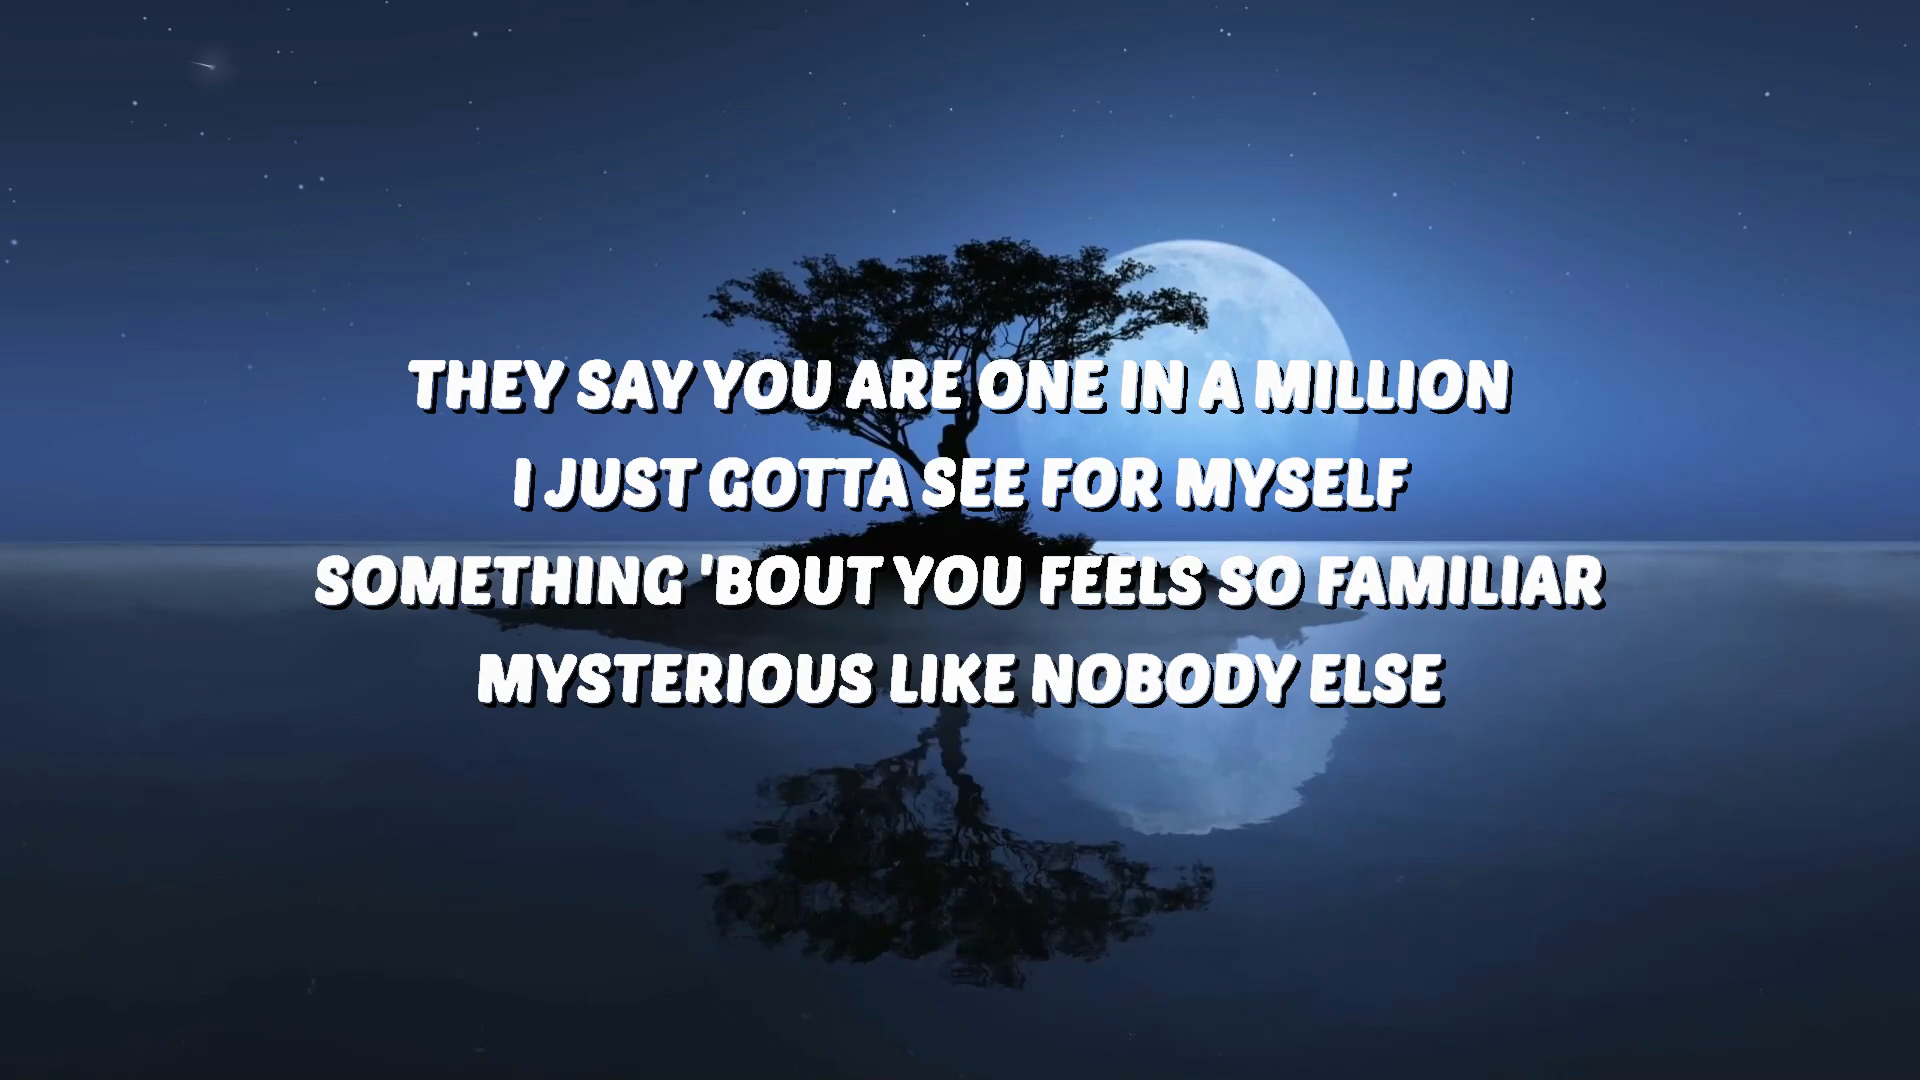 THEY SAY YOU ARE ONE IN A MILLION
I JUST GOTTA SEE FOR MYSELF
SOMETHING 'BOUT YOU FEELS SO FAMILIAR
MYSTERIOUS LIKE NOBODY ELSE